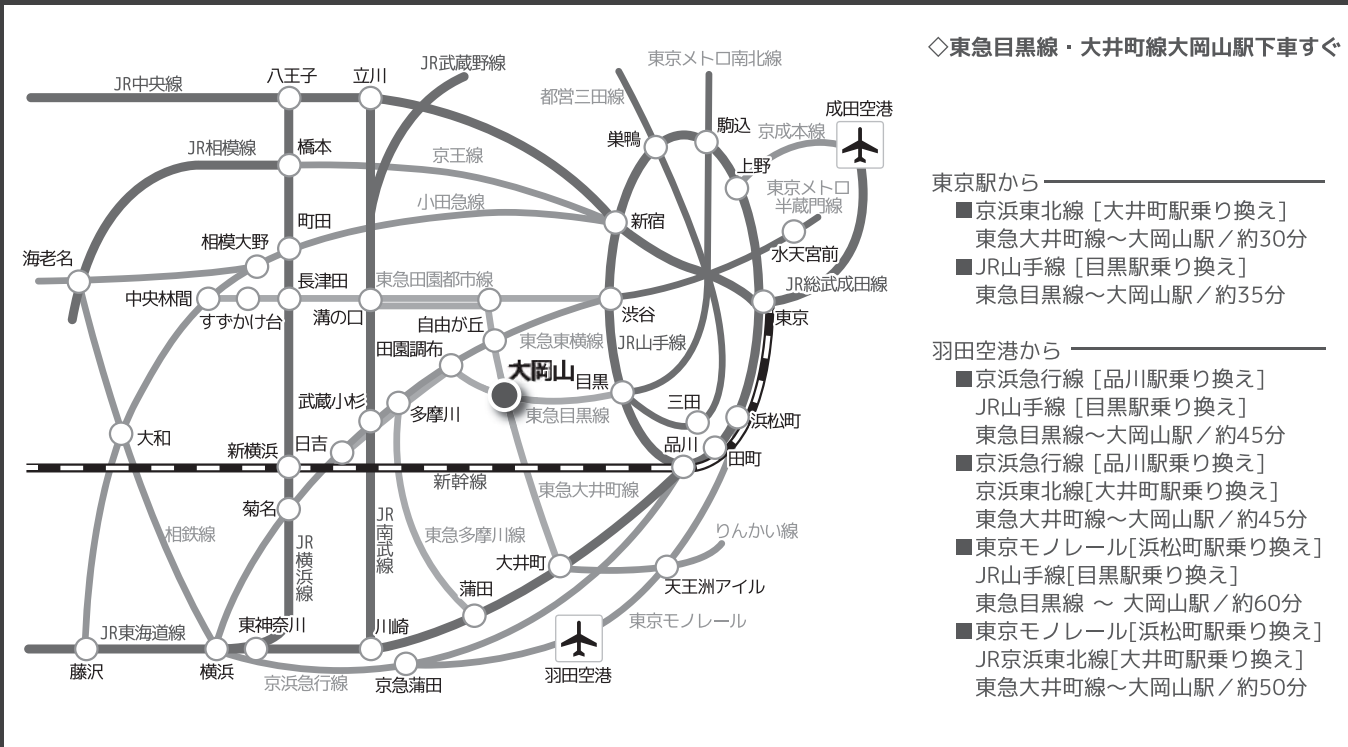 JR中央線
八王子
立川
JR武蔵野線
東京メトロ南北線
都営三田線
成田空港
巣鴨
駒込
京成本線
JR相模線
橋本
京王線
上野
東京メトロ
半蔵門線
小田急線
町田
新宿
相模大野
水天宮前
海老名
長津田
東急田園都市線
JR総武成田線
中央林間
すずかけ台
溝の口
自由が丘
渋谷
東京
田園調布
東急東横線
JR山手線
大岡山
目黒
武蔵小杉
多摩川
東急目黒線
三田
浜松町
大和
新横浜
日吉
品川
田町
新幹線
東急大井町線
菊名
相鉄線
JR横浜線
JR南武線
東急多摩川線
りんかい線
大井町
天王洲アイル
蒲田
JR東海道線
東神奈川
川崎
東京モノレール
藤沢
横浜
京浜急行線
京急蒲田
羽田空港
◇東急目黒線・大井町線大岡山駅下車すぐ
東京駅から
■京浜東北線 [大井町駅乗り換え]
東急大井町線～大岡山駅／約30分
■JR山手線 [目黒駅乗り換え]
東急目黒線～大岡山駅／約35分
羽田空港から
■京浜急行線 [品川駅乗り換え]
JR山手線 [目黒駅乗り換え]
東急目黒線～大岡山駅／約45分
■京浜急行線 [品川駅乗り換え]
京浜東北線[大井町駅乗り換え]
東急大井町線～大岡山駅／約45分
■東京モノレール[浜松町駅乗り換え]
JR山手線[目黒駅乗り換え]
東急目黒線 ～ 大岡山駅／約60分
■東京モノレール[浜松町駅乗り換え]
JR京浜東北線[大井町駅乗り換え]
東急大井町線～大岡山駅／約50分